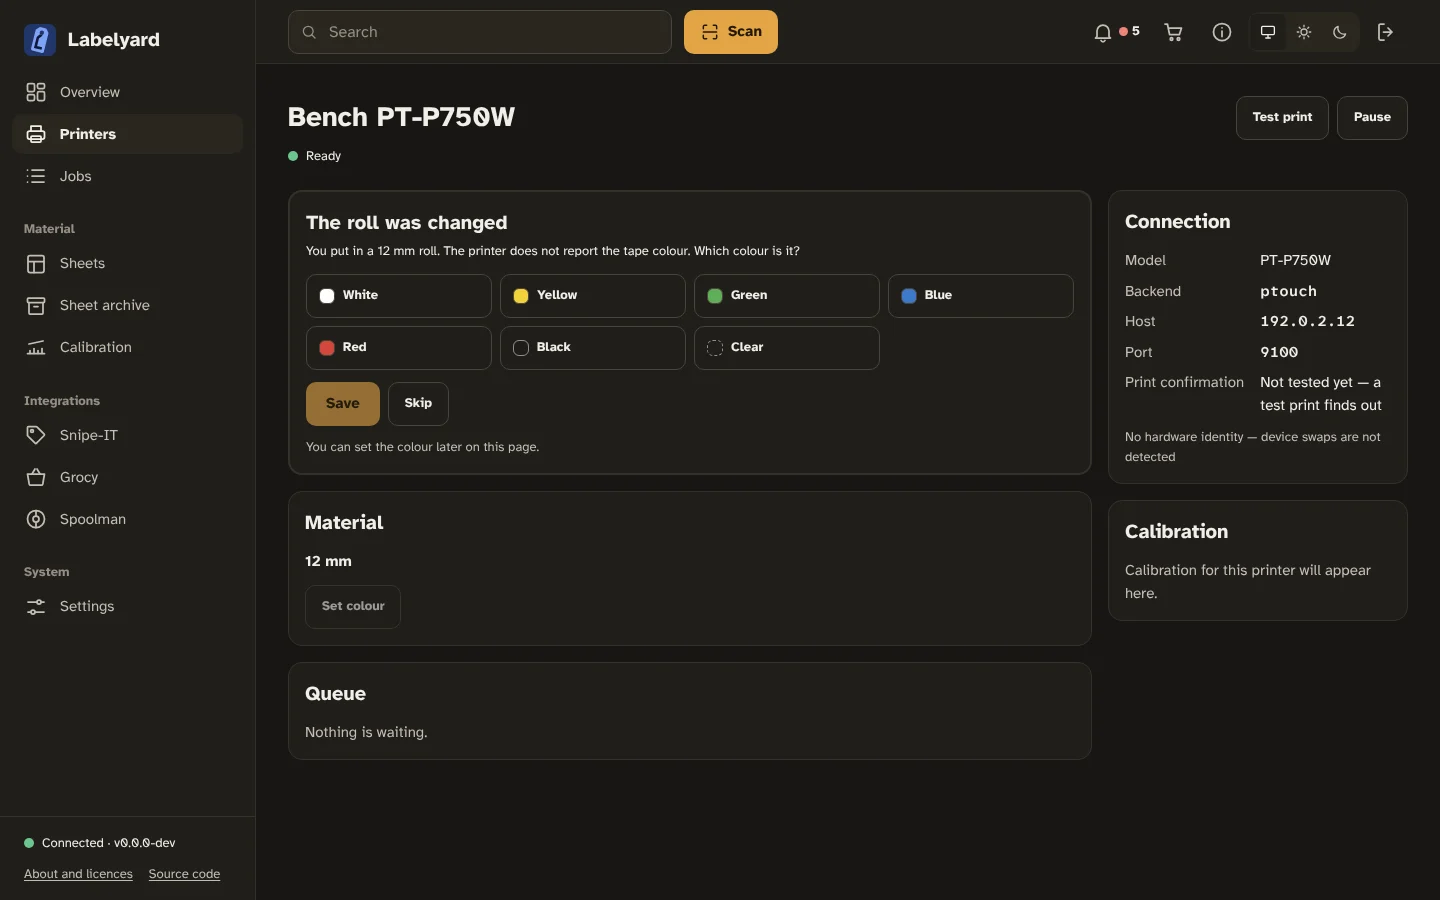 Labelyard
Search
Scan
5
Overview
Printers
Jobs
Material
Sheets
Sheet archive
Calibration
Integrations
Snipe-IT
Grocy
Spoolman
System
Settings
Connected · v0.0.0-dev
About and licences
Source code
Bench PT-P750W
Ready
Test print
Pause
The roll was changed
You put in a 12 mm roll. The printer does not report the tape colour. Which colour is it?
White
Yellow
Green
Blue
Red
Black
Clear
Save
Skip
You can set the colour later on this page.
Material
12 mm
Set colour
Queue
Nothing is waiting.
Connection
Model PT-P750W
Backend ptouch
Host 192.0.2.12
Port 9100
Print confirmation Not tested yet — a
test print finds out
No hardware identity — device swaps are not
detected
Calibration
Calibration for this printer will appear
here.